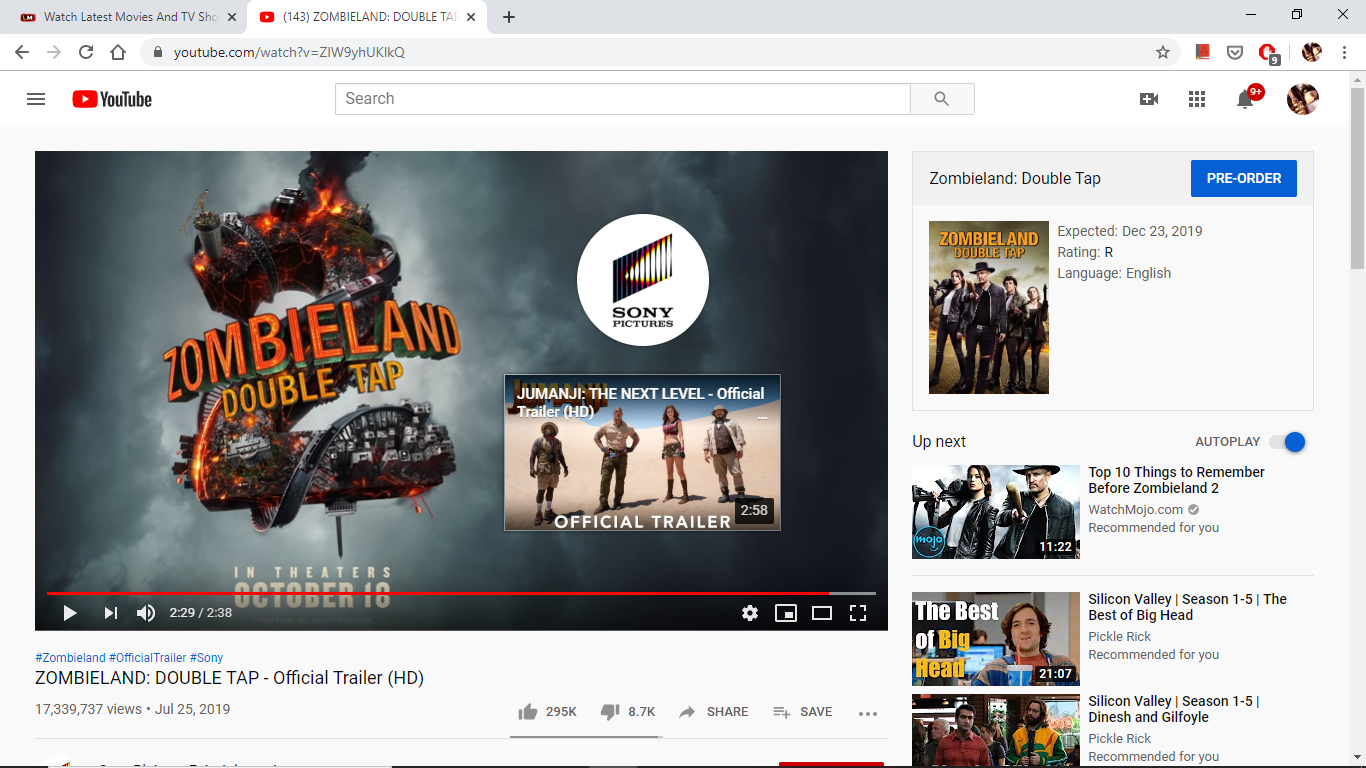 Watch Latest Movies And TV Sho
(143) ZOMBIELAND: DOUBLE TAP
youtube.com/watch?v=ZIW9yhUKIkQ
9
YouTube
Search
9+
ZOMBIELAND
DOUBLE TAP
IN THEATERS
OCTOBER 18
SONY
PICTURES
JUMANJI: THE NEXT LEVEL - Official
Trailer (HD)
...
OFFICIAL TRAILER
2:58
2:29 / 2:38
#Zombieland #OfficialTrailer #Sony
ZOMBIELAND: DOUBLE TAP - Official Trailer (HD)
17,339,737 views • Jul 25, 2019
295K
8.7K
SHARE
SAVE
Zombieland: Double Tap
PRE-ORDER
ZOMBIELAND
DOUBLE TAP
Expected: Dec 23, 2019
Rating: R
Language: English
Up next
AUTOPLAY
mojo
11:22
Top 10 Things to Remember
Before Zombieland 2
WatchMojo.com
Recommended for you
The Best
of Big
Head
21:07
Silicon Valley | Season 1-5 | The
Best of Big Head
Pickle Rick
Recommended for you
Silicon Valley | Season 1-5 |
Dinesh and Gilfoyle
Pickle Rick
Recommended for you